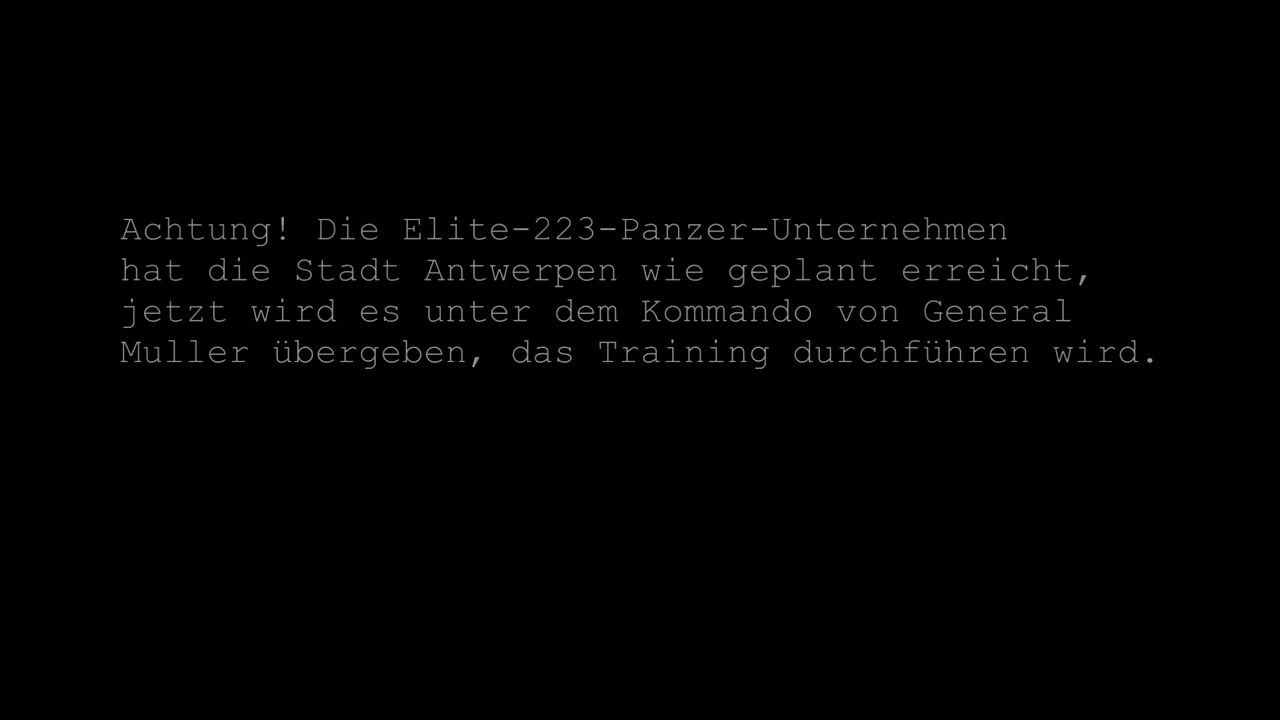 Achtung! Die Elite-223-Panzer-Unternehmen
hat die Stadt Antwerpen wie geplant erreicht,
jetzt wird es unter dem Kommando von General
Muller übergeben, das Training durchführen wird.